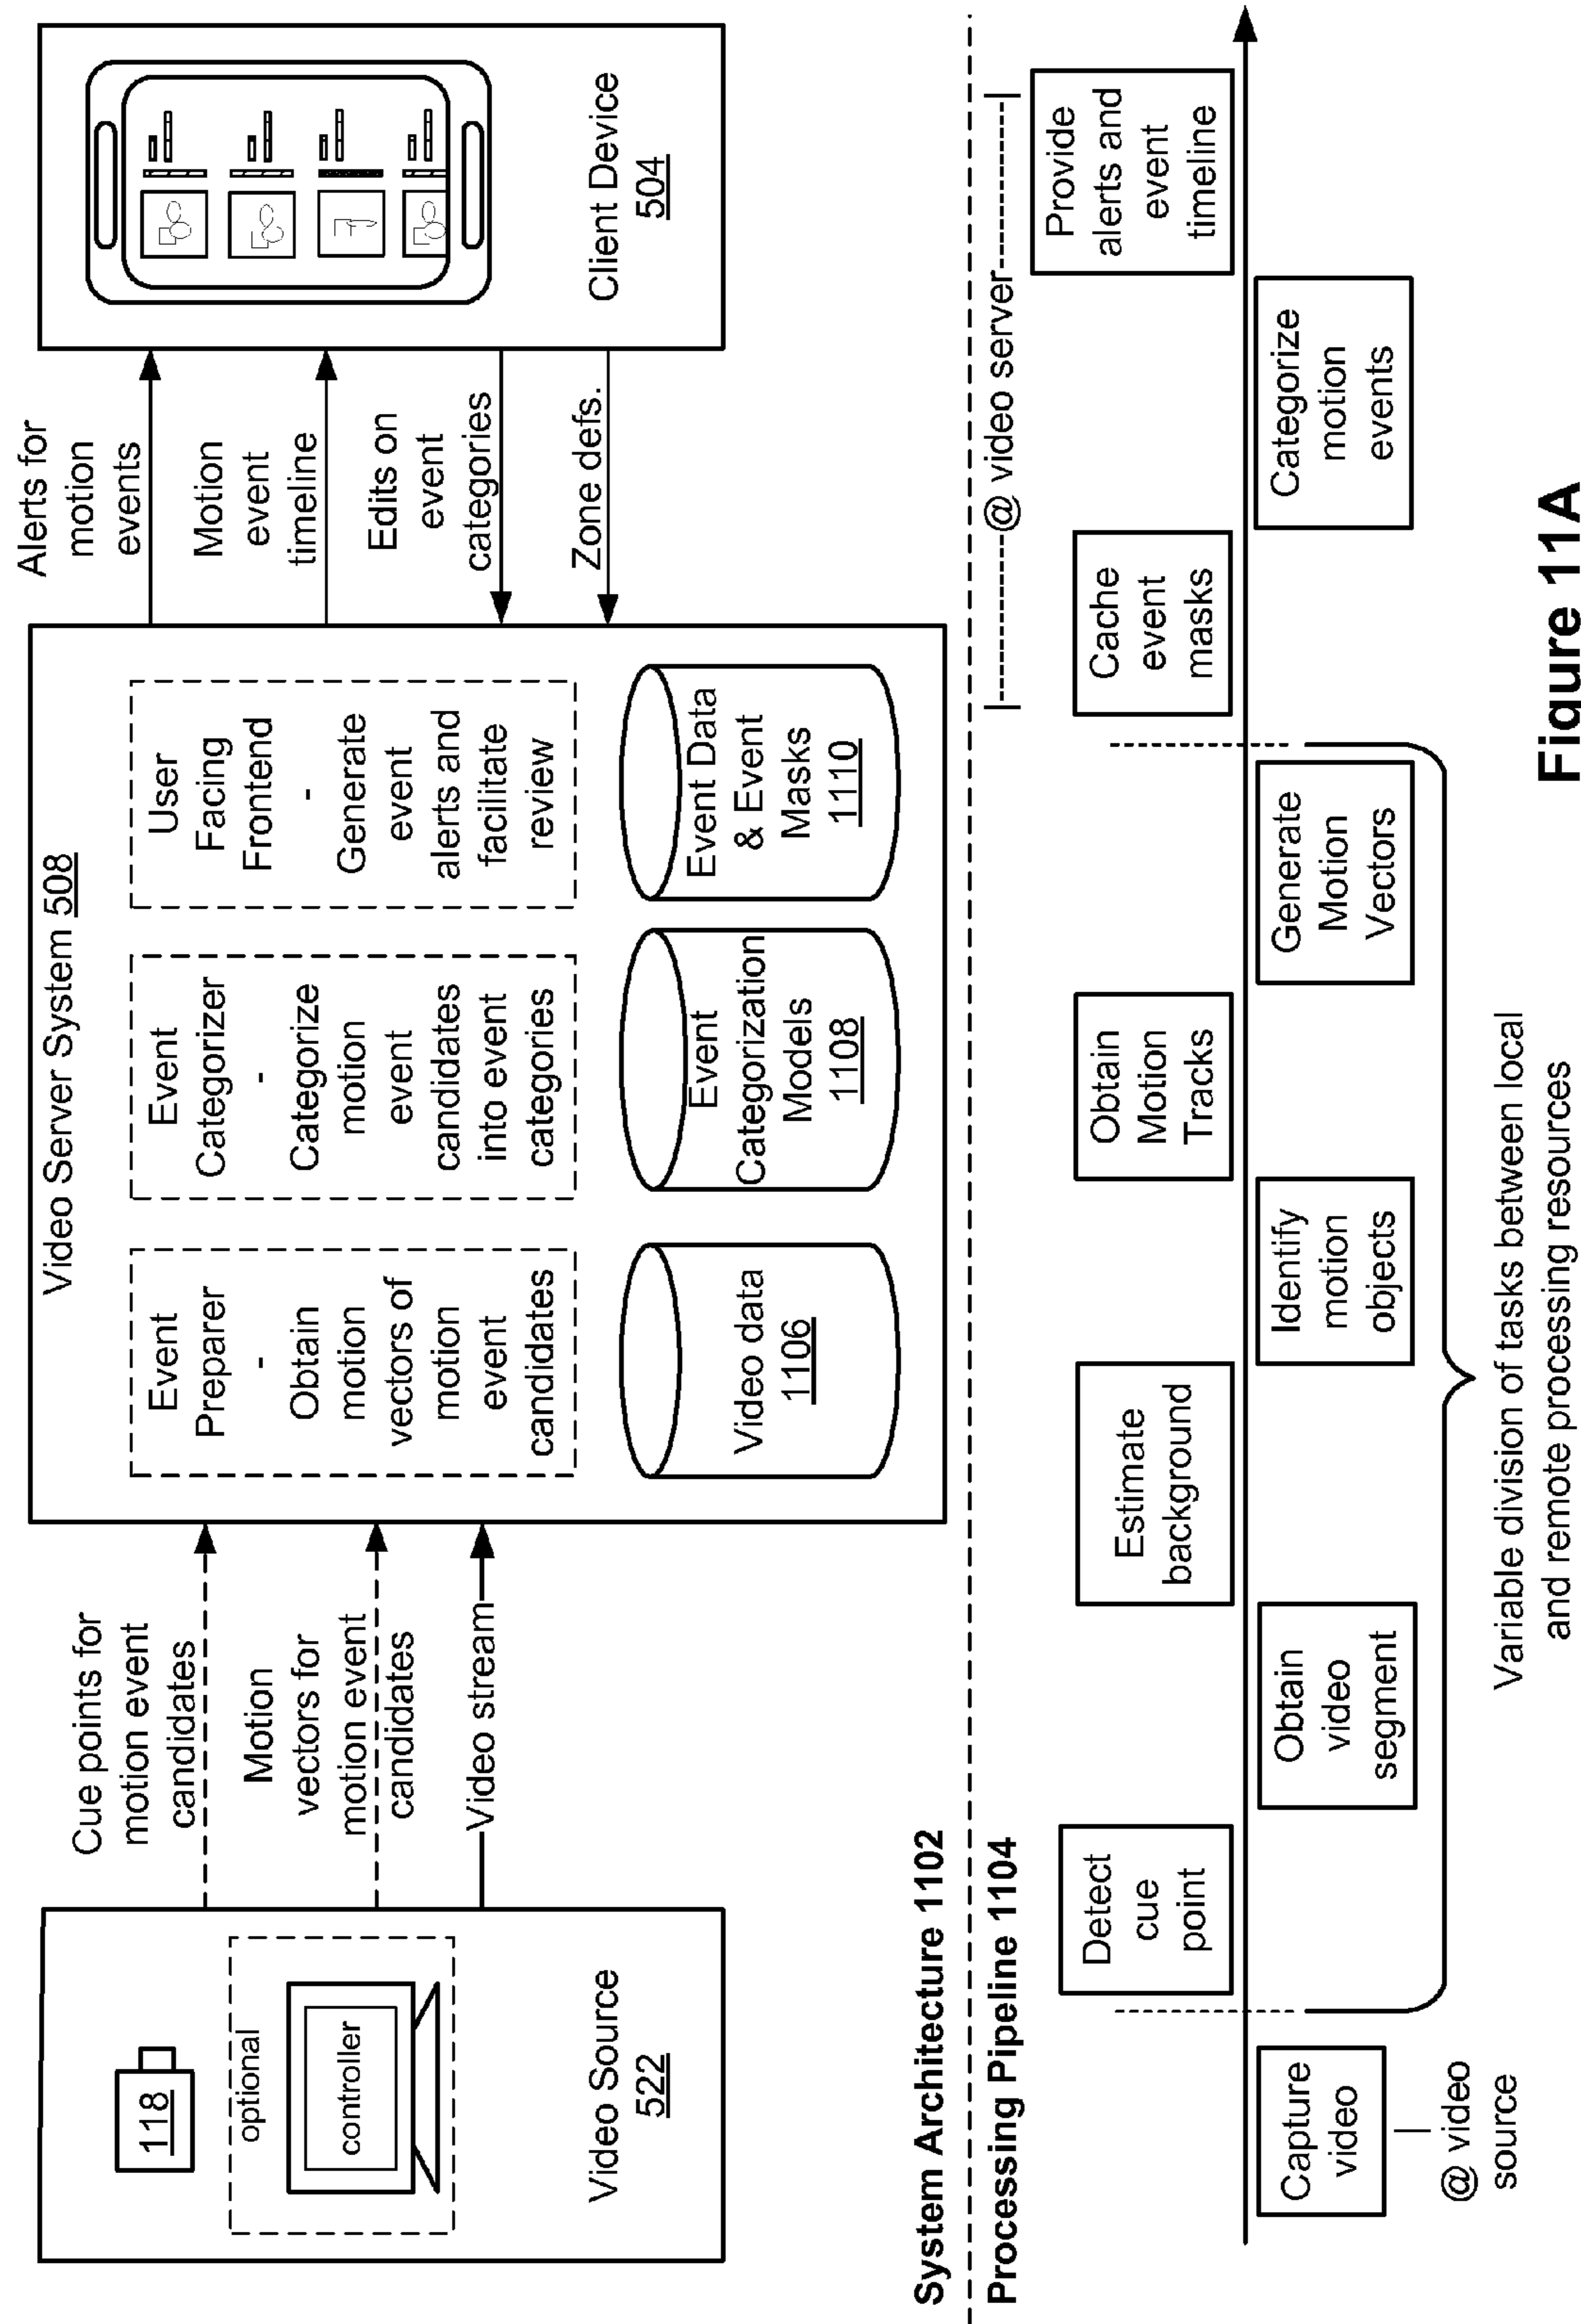 118
optional
controller
Video Source
522
Cue points for
motion event
candidates
Motion
vectors for
motion event
candidates
Video stream
Video Server System 508
Event
Preparer
-
Obtain
motion
vectors of
motion
event
candidates
Event
Categorizer
-
Categorize
motion
event
candidates
into event
categories
User
Facing
Frontend
-
Generate
event
alerts and
facilitate
review
Video data
1106
Event
Categorization
Models
1108
Event Data
& Event
Masks
1110
Alerts for
motion
events
Motion
event
timeline
Edits on
event
categories
Zone defs.
Client Device
504
System Architecture 1102
Processing Pipeline 1104
@ video server
Capture
video
@ video
source
Detect
cue
point
Obtain
video
segment
Estimate
background
Identify
motion
objects
Obtain
Motion
Tracks
Generate
Motion
Vectors
Cache
event
masks
Categorize
motion
events
Provide
alerts and
event
timeline
Variable division of tasks between local
and remote processing resources
Figure 11A